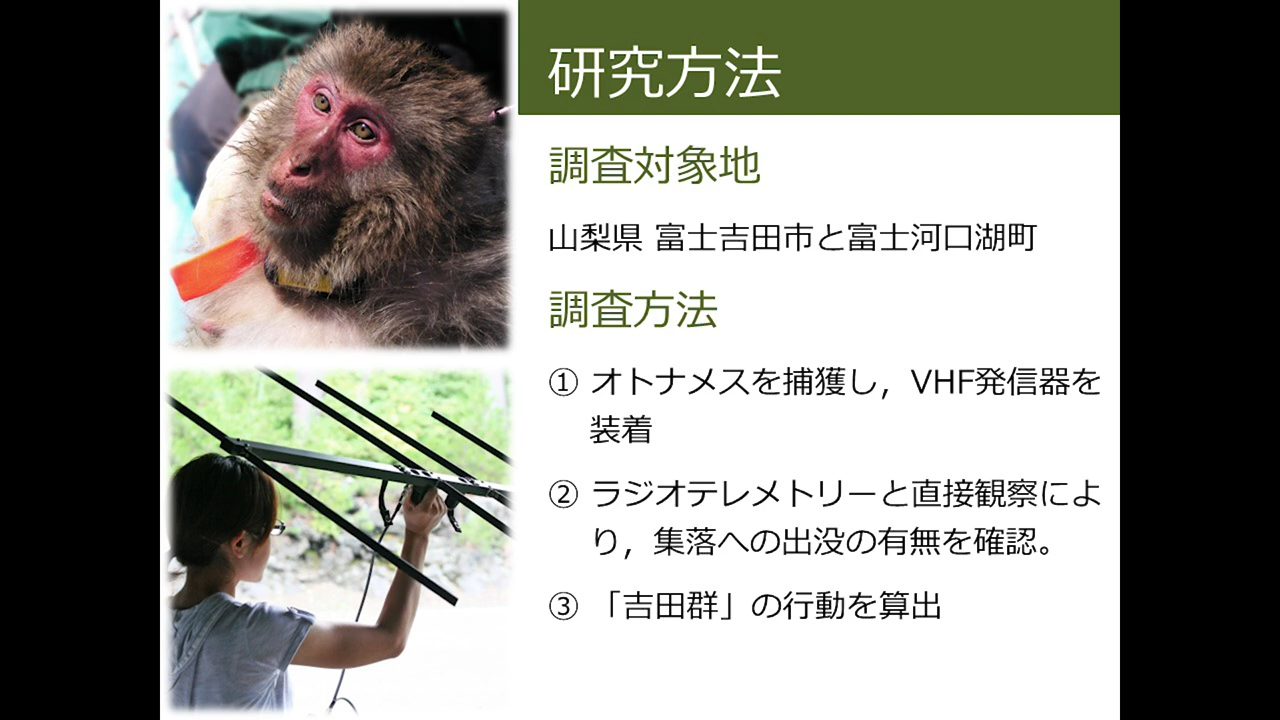 研究方法
調査対象地
山梨県 富士吉田市と富士河口湖町
調査方法
① オトナメスを捕獲し，VHF発信器を
装着
② ラジオテレメトリーと直接観察によ
り，集落への出没の有無を確認。
③ 「吉田群」の行動を算出